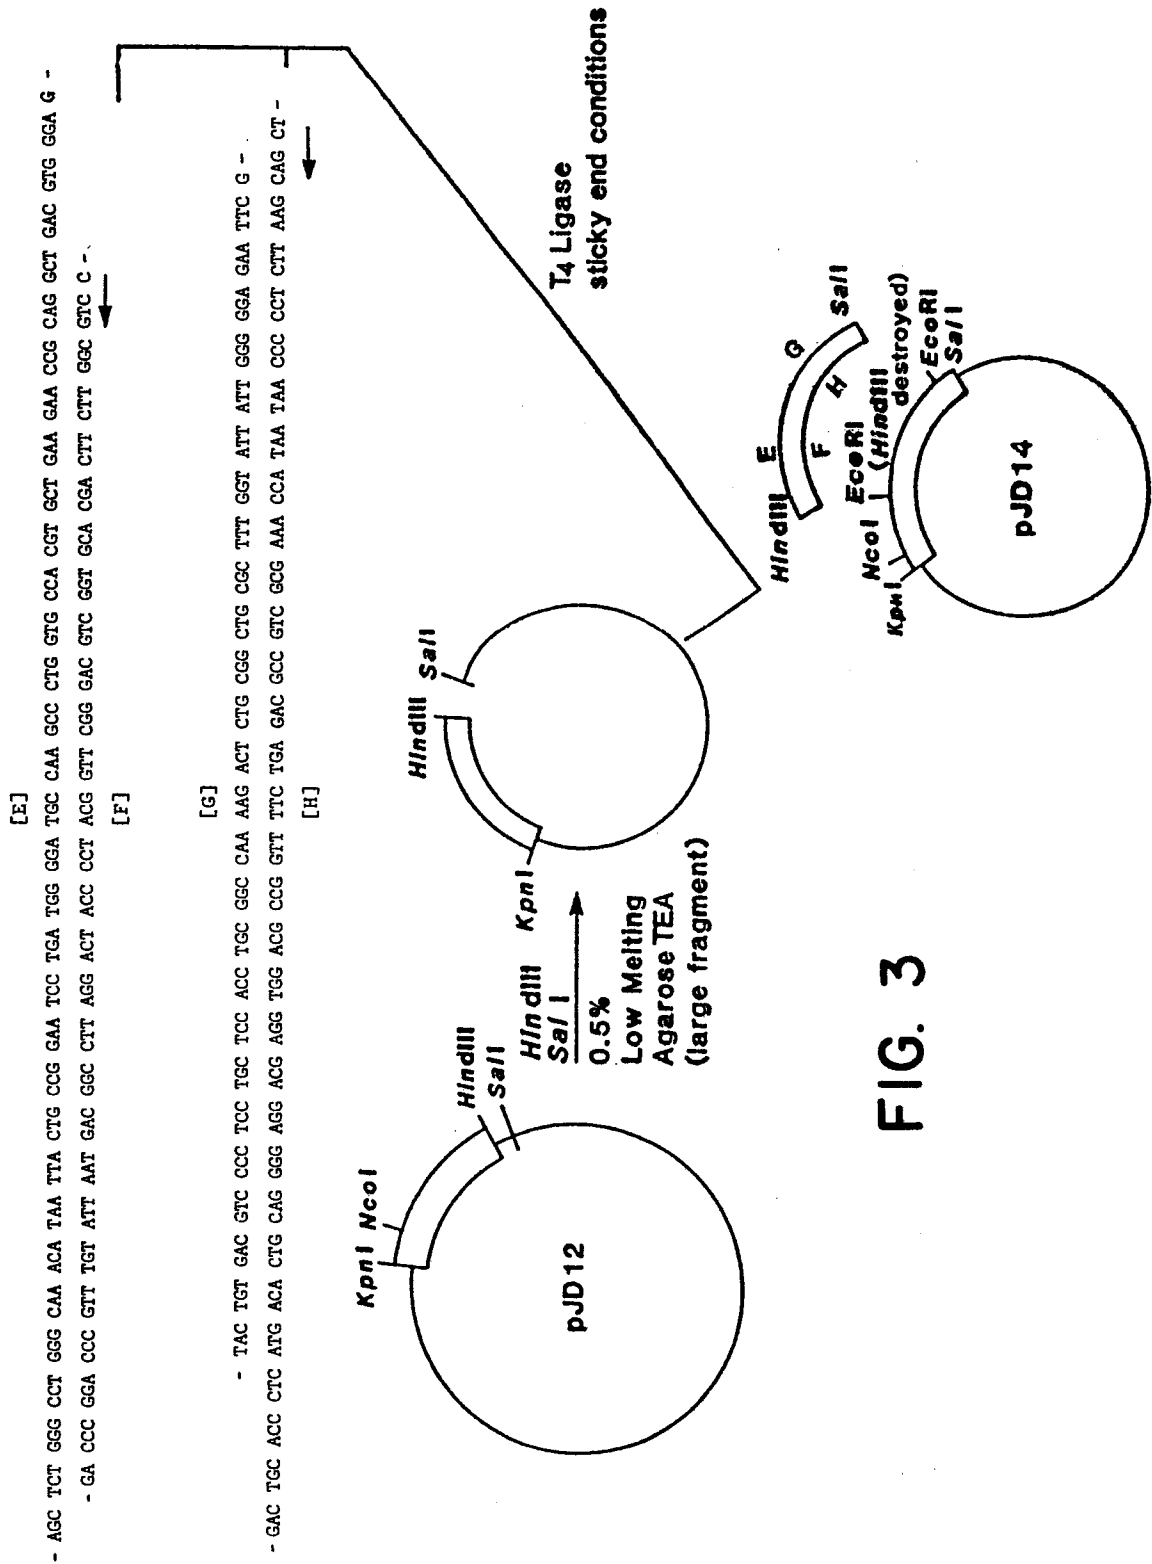 [E]
- AGC TCT GGG CCT GGG CAA ACA TAA TTA CTG CCG GAA TCC TGA TGG GGA TGC CAA GCC CTG GTG CCA CGT GCT GAA GAA CCG CAG GCT GAC GTG GGA G -
- GA CCC GGA CCC GTT TGT ATT AAT GAC GGC CTT AGG ACT ACC CCT ACG GTT CGG GAC GTC GGT GCA CGA CTT CTT GGC GTC C -
[F]
[G]
- TAC TGT GAC GTC CCC TCC TGC TCC ACC TGC GGC CAA AAG ACT CTG CGG CTG CGC TTT GGT ATT ATT GGG GGA GAA TTC G -
- GAC TGC ACC CTC ATG ACA CTG CAG GGG AGG ACG AGG TGG ACG CCG GTT TTC TGA GAC GCC GTC GCG AAA CCA TAA TAA CCC CCT CTT AAG CAG CT -
[H]
T4 Ligase
sticky end conditions
KpnI NcoI
HindIII
SalI
pJD12
HindIII
SalI
0.5%
Low Melting
Agarose TEA
(large fragment)
KpnI
HindIII
SalI
HindIII
E
G
F
H
SalI
KpnI
NcoI
EcoRI
(HindIII
destroyed)
EcoRI
SalI
pJD14
FIG. 3